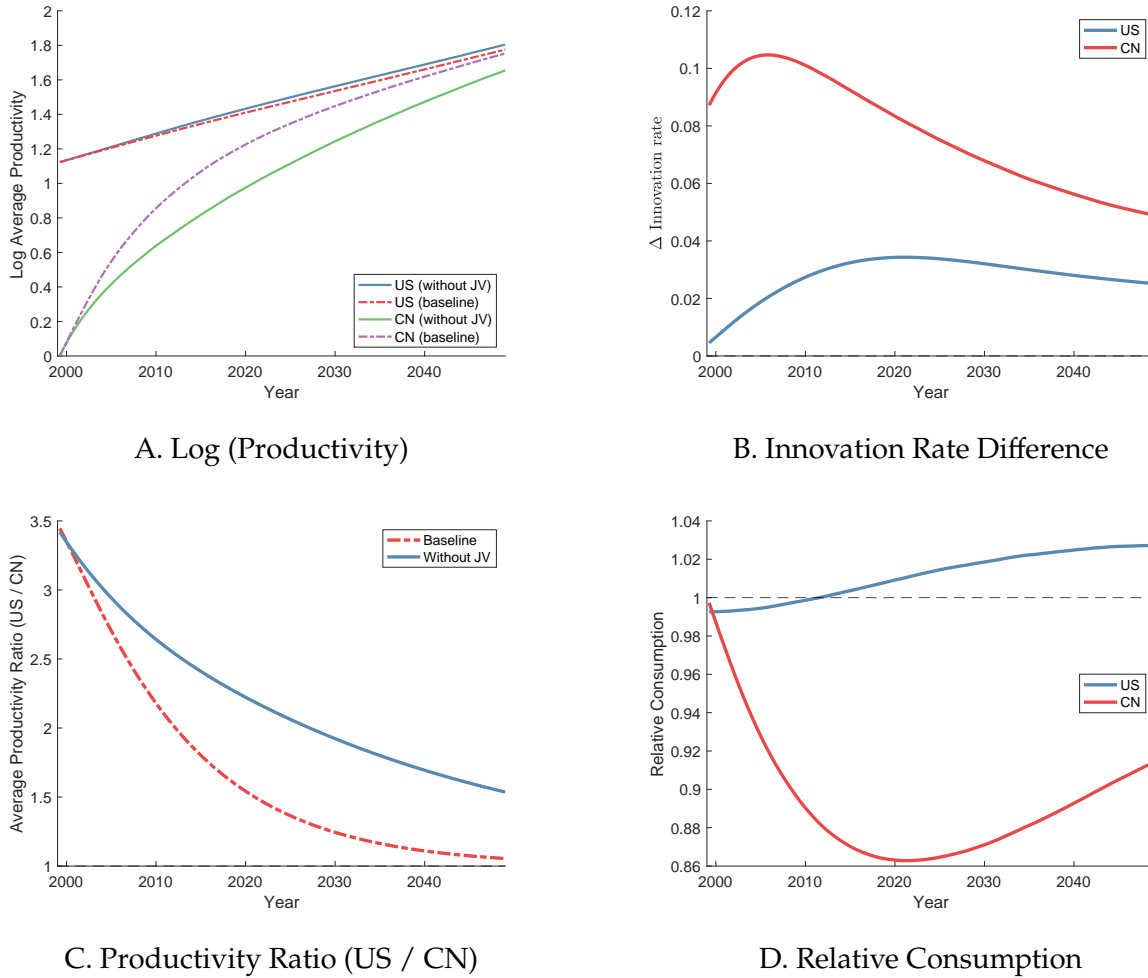 2
1.8
1.6
1.4
1.2
1
0.8
0.6
0.4
0.2
0
Log Average Productivity
US (without JV)
US (baseline)
CN (without JV)
CN (baseline)
2000 2010 2020 2030 2040
Year
A. Log (Productivity)
0.12
0.1
0.08
0.06
0.04
0.02
0
Δ Innovation rate
US
CN
2000 2010 2020 2030 2040
Year
B. Innovation Rate Difference
3.5
3
2.5
2
1.5
1
Average Productivity Ratio (US / CN)
Baseline
Without JV
2000 2010 2020 2030 2040
Year
C. Productivity Ratio (US / CN)
1.04
1.02
1
0.98
0.96
0.94
0.92
0.9
0.88
0.86
Relative Consumption
US
CN
2000 2010 2020 2030 2040
Year
D. Relative Consumption